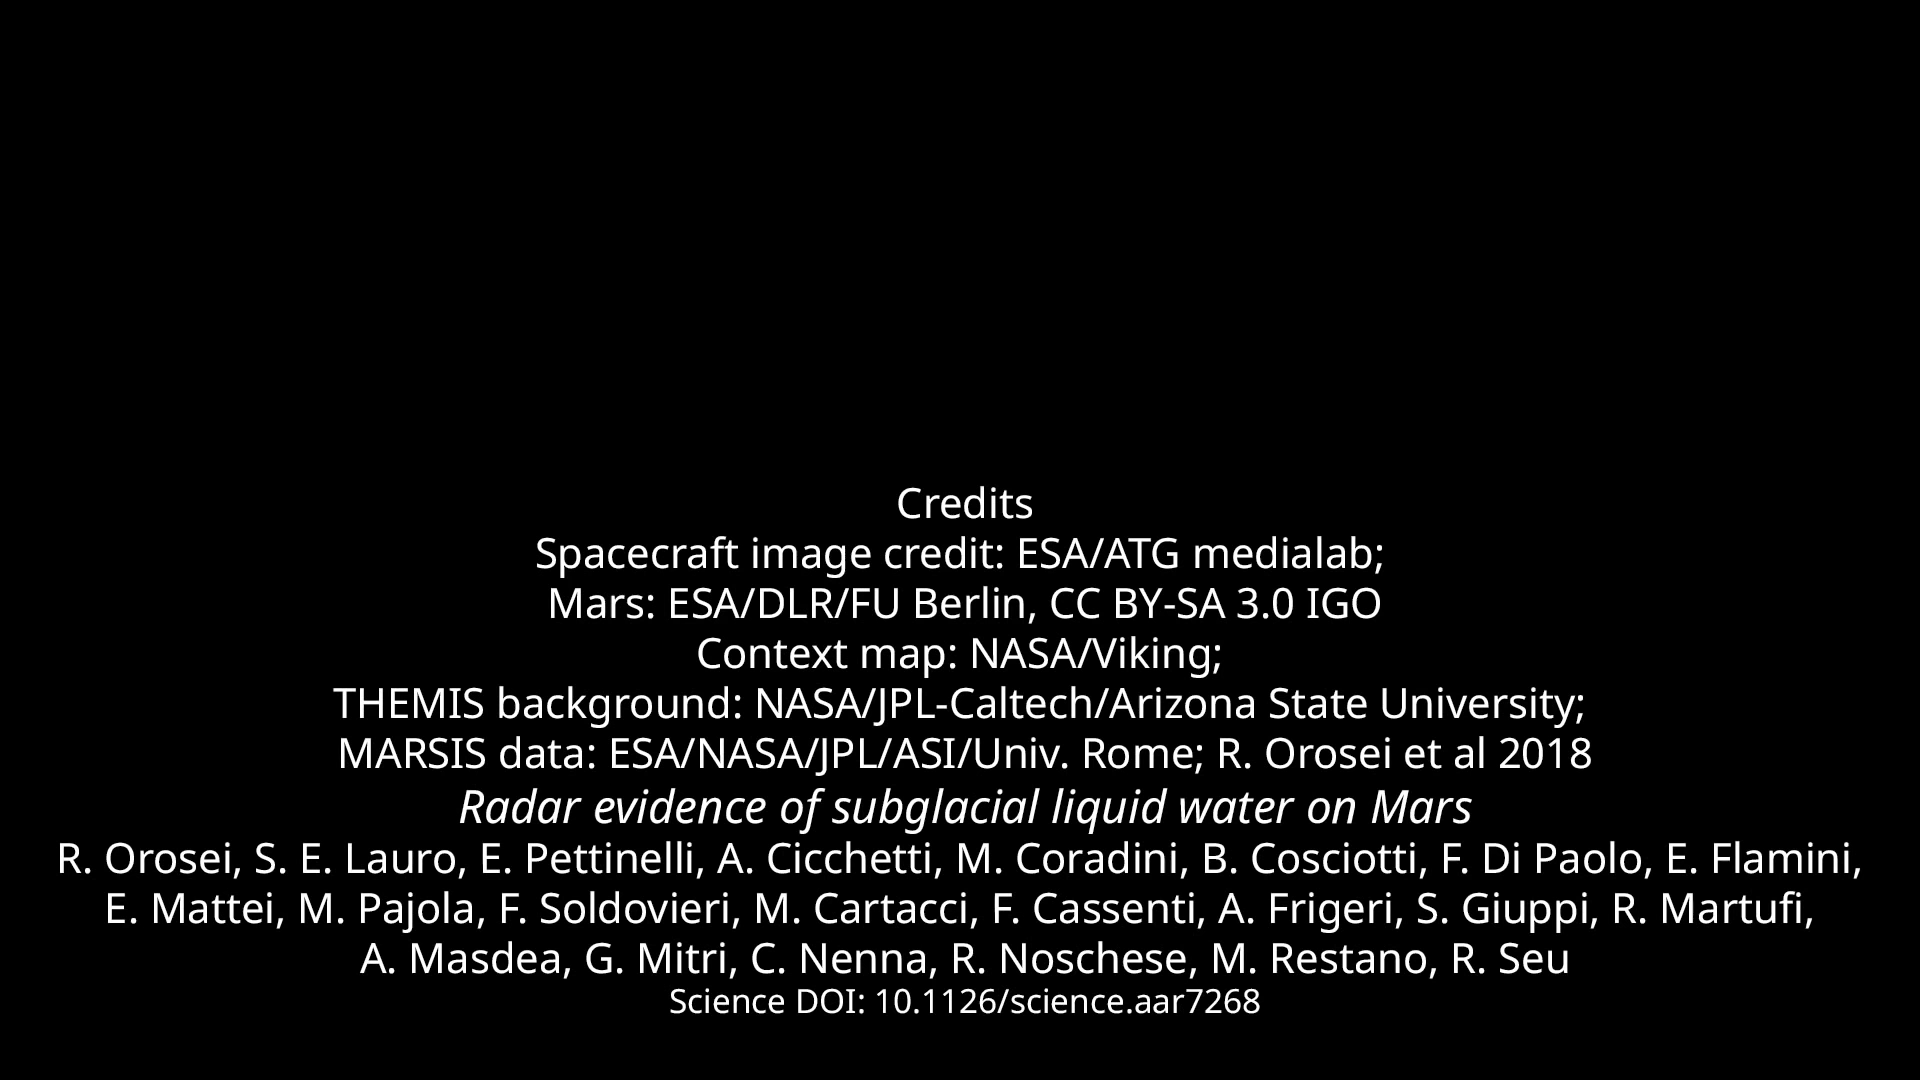 Credits
Spacecraft image credit: ESA/ATG medialab;
Mars: ESA/DLR/FU Berlin, CC BY-SA 3.0 IGO
Context map: NASA/Viking;
THEMIS background: NASA/JPL-Caltech/Arizona State University;
MARSIS data: ESA/NASA/JPL/ASI/Univ. Rome; R. Orosei et al 2018
Radar evidence of subglacial liquid water on Mars
R. Orosei, S. E. Lauro, E. Pettinelli, A. Cicchetti, M. Coradini, B. Cosciotti, F. Di Paolo, E. Flamini,
E. Mattei, M. Pajola, F. Soldovieri, M. Cartacci, F. Cassenti, A. Frigeri, S. Giuppi, R. Martufi,
A. Masdea, G. Mitri, C. Nenna, R. Noschese, M. Restano, R. Seu
Science DOI: 10.1126/science.aar7268